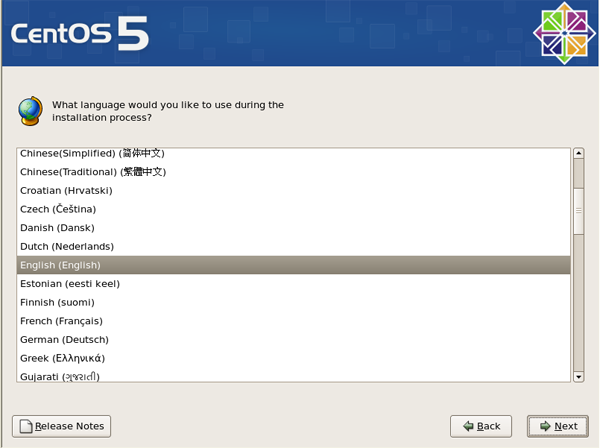 CentOS 5
What language would you like to use during the
installation process?
Chinese(Simplified) (简体中文)
Chinese(Traditional) (繁體中文)
Croatian (Hrvatski)
Czech (Čeština)
Danish (Dansk)
Dutch (Nederlands)
English (English)
Estonian (eesti keel)
Finnish (suomi)
French (Français)
German (Deutsch)
Greek (Ελληνικά)
Gujarati (ગુજરાતી)
Release Notes
Back
Next